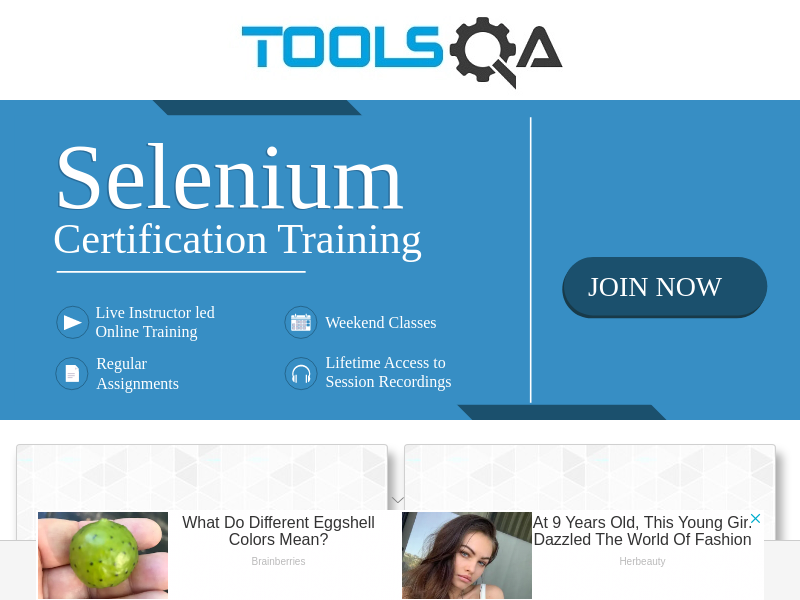 TOOLSQA
Selenium
Certification Training
JOIN NOW
Live Instructor led
Online Training
Weekend Classes
Regular
Assignments
Lifetime Access to
Session Recordings
What Do Different Eggshell
Colors Mean?
Brainberries
At 9 Years Old, This Young Girl
Dazzled The World Of Fashion
Herbeauty